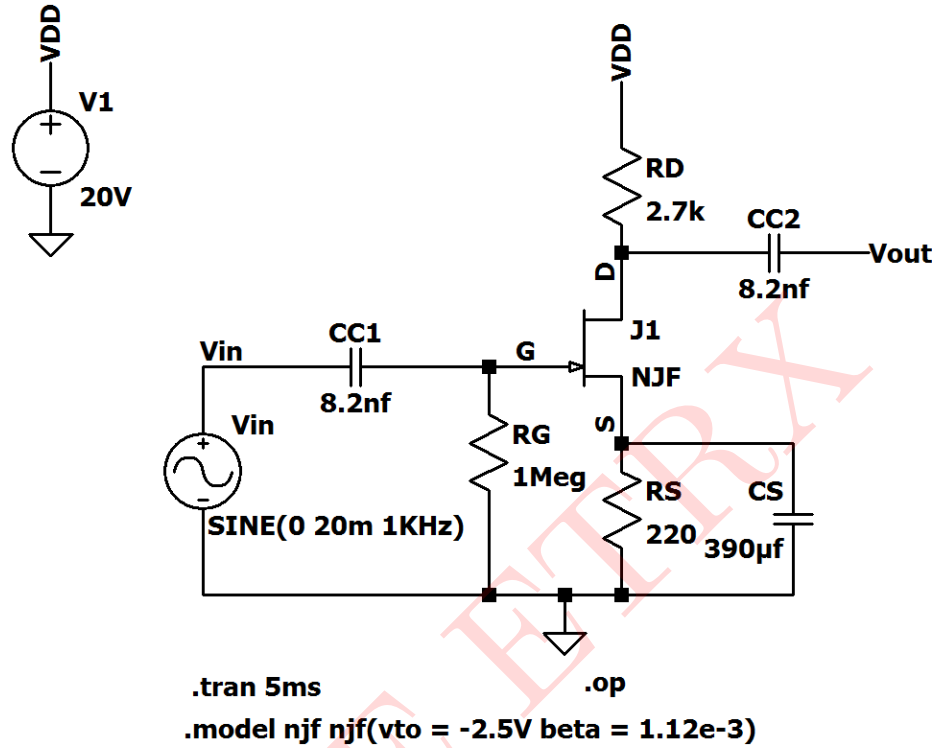 VDD
V1
20V
VDD
RD
2.7k
D
CC2
8.2nf
Vout
J1
NJF
Vin
CC1
8.2nf
G
Vin
SINE(0 20m 1KHz)
RG
1Meg
S
RS
220
CS
390µf
.tran 5ms
.op
.model njf njf(vto = -2.5V beta = 1.12e-3)
ETRX